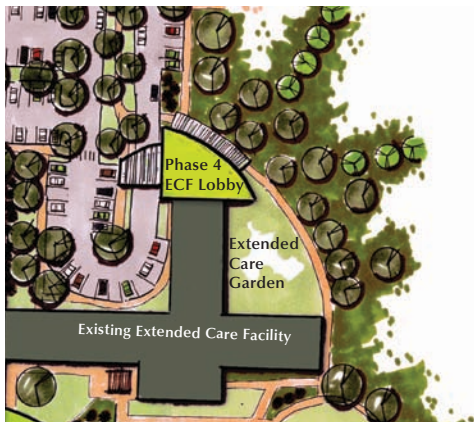 Phase 4
ECF Lobby
Extended
Care
Garden
Existing Extended Care Facility